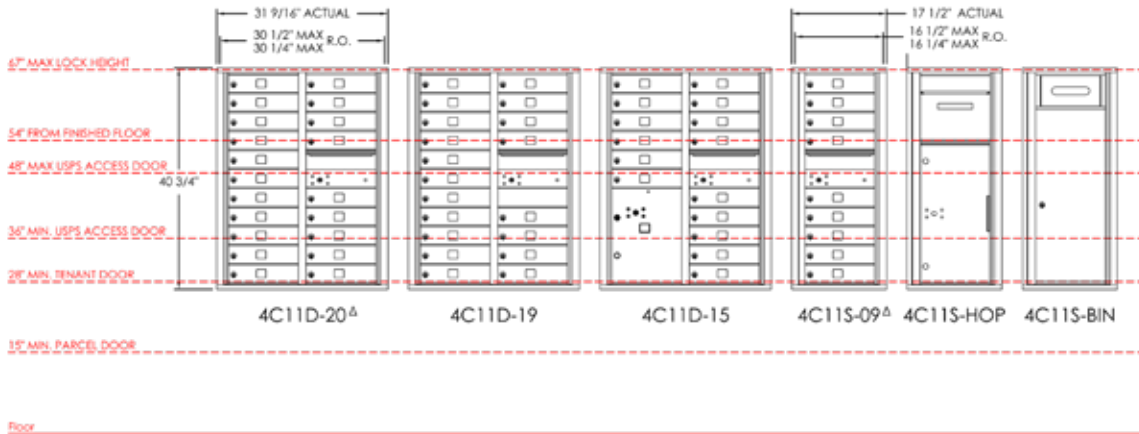 31 9/16" ACTUAL
30 1/2" MAX R.O.
30 1/4" MAX
17 1/2" ACTUAL
16 1/2" MAX R.O.
16 1/4" MAX
67" MAX LOCK HEIGHT
54" FROM FINISHED FLOOR
48" MAX USPS ACCESS DOOR
40 3/4"
36" MIN. USPS ACCESS DOOR
28" MIN. TENANT DOOR
4C11D-20 Δ
4C11D-19
4C11D-15
4C11S-09 Δ
4C11S-HOP
4C11S-BIN
15" MIN. PARCEL DOOR
Floor